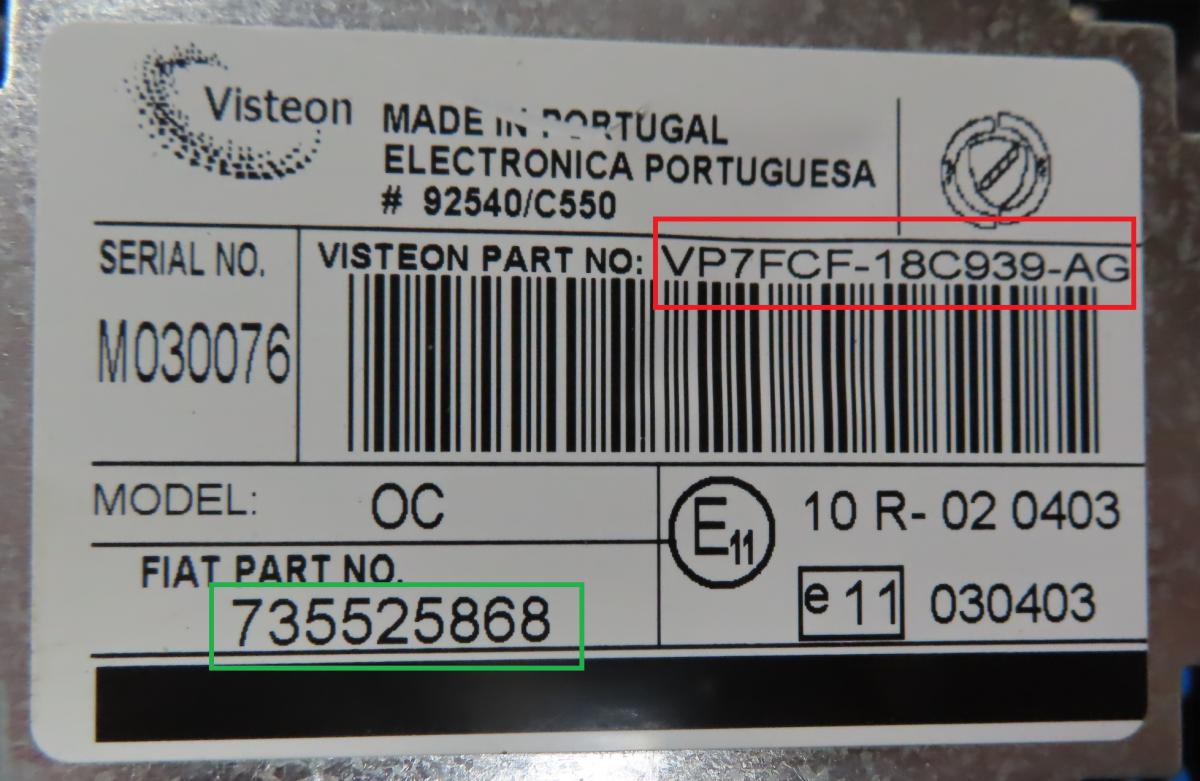 Visteon
MADE IN PORTUGAL
ELECTRONICA PORTUGUESA
# 92540/C550
SERIAL NO.
M030076
VISTEON PART NO: VP7FCF-18C939-AG
MODEL: OC
E11 10 R- 02 0403
FIAT PART NO.
735525868
e 11 030403